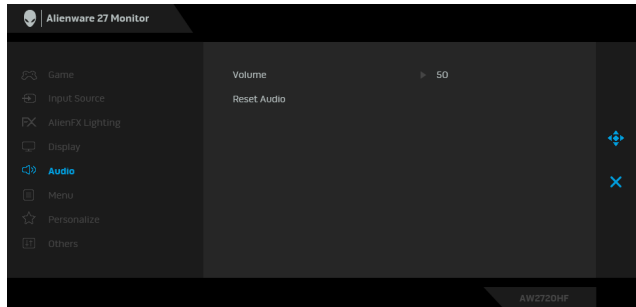 Alienware 27 Monitor
Game
Input Source
AlienFX Lighting
Display
Audio
Menu
Personalize
Others
Volume 50
Reset Audio
AW2720HF